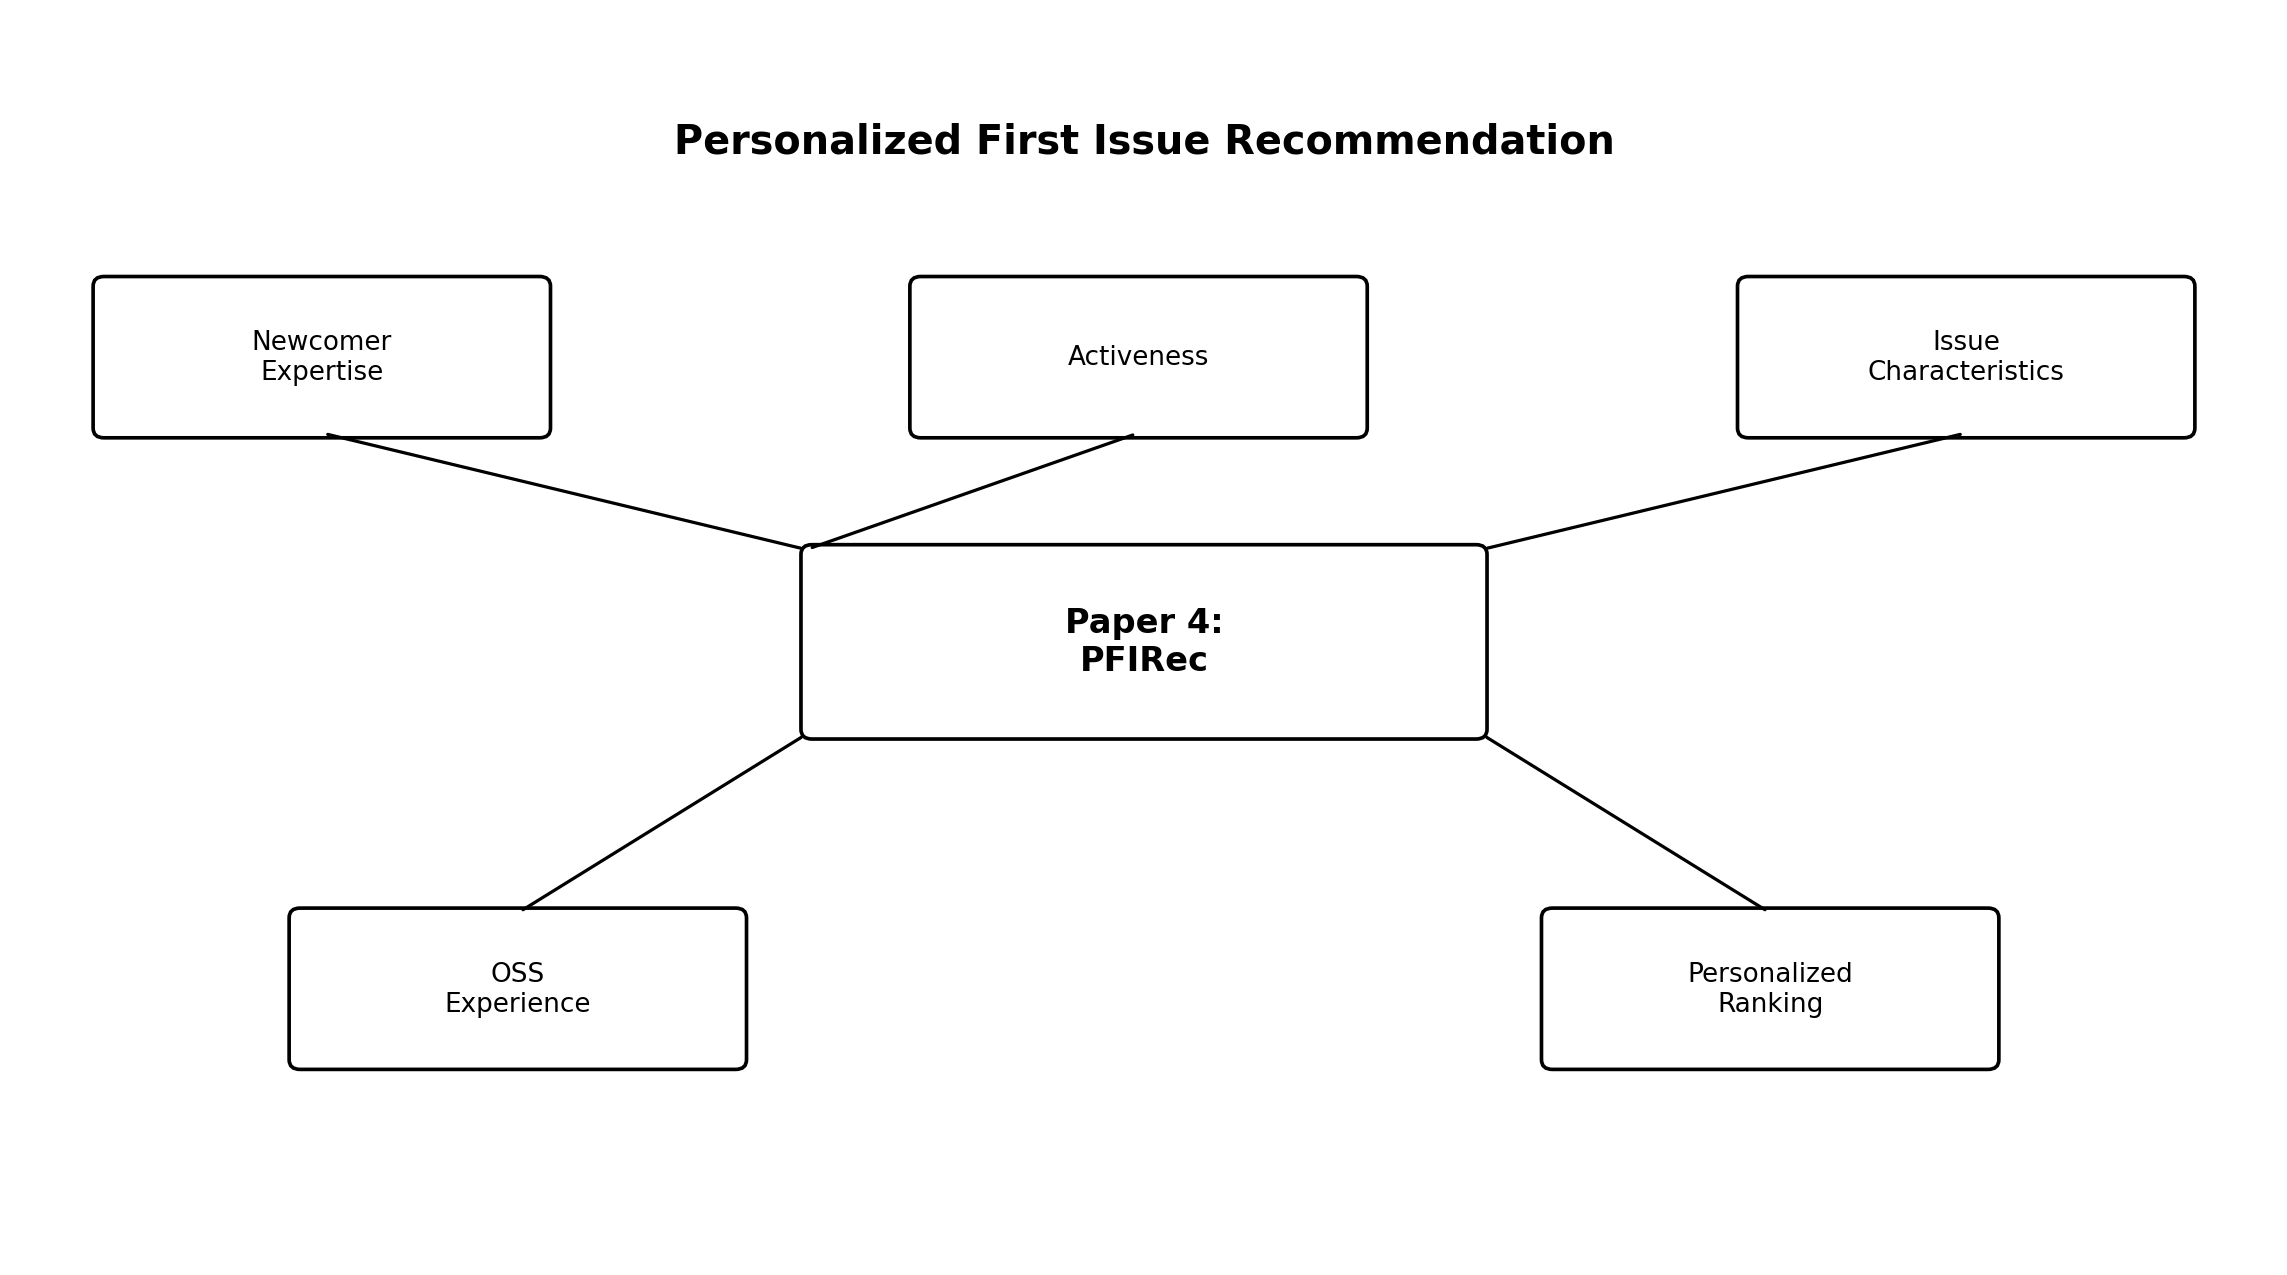 Personalized First Issue Recommendation
Newcomer
Expertise
Activeness
Issue
Characteristics
Paper 4:
PFIRec
OSS
Experience
Personalized
Ranking